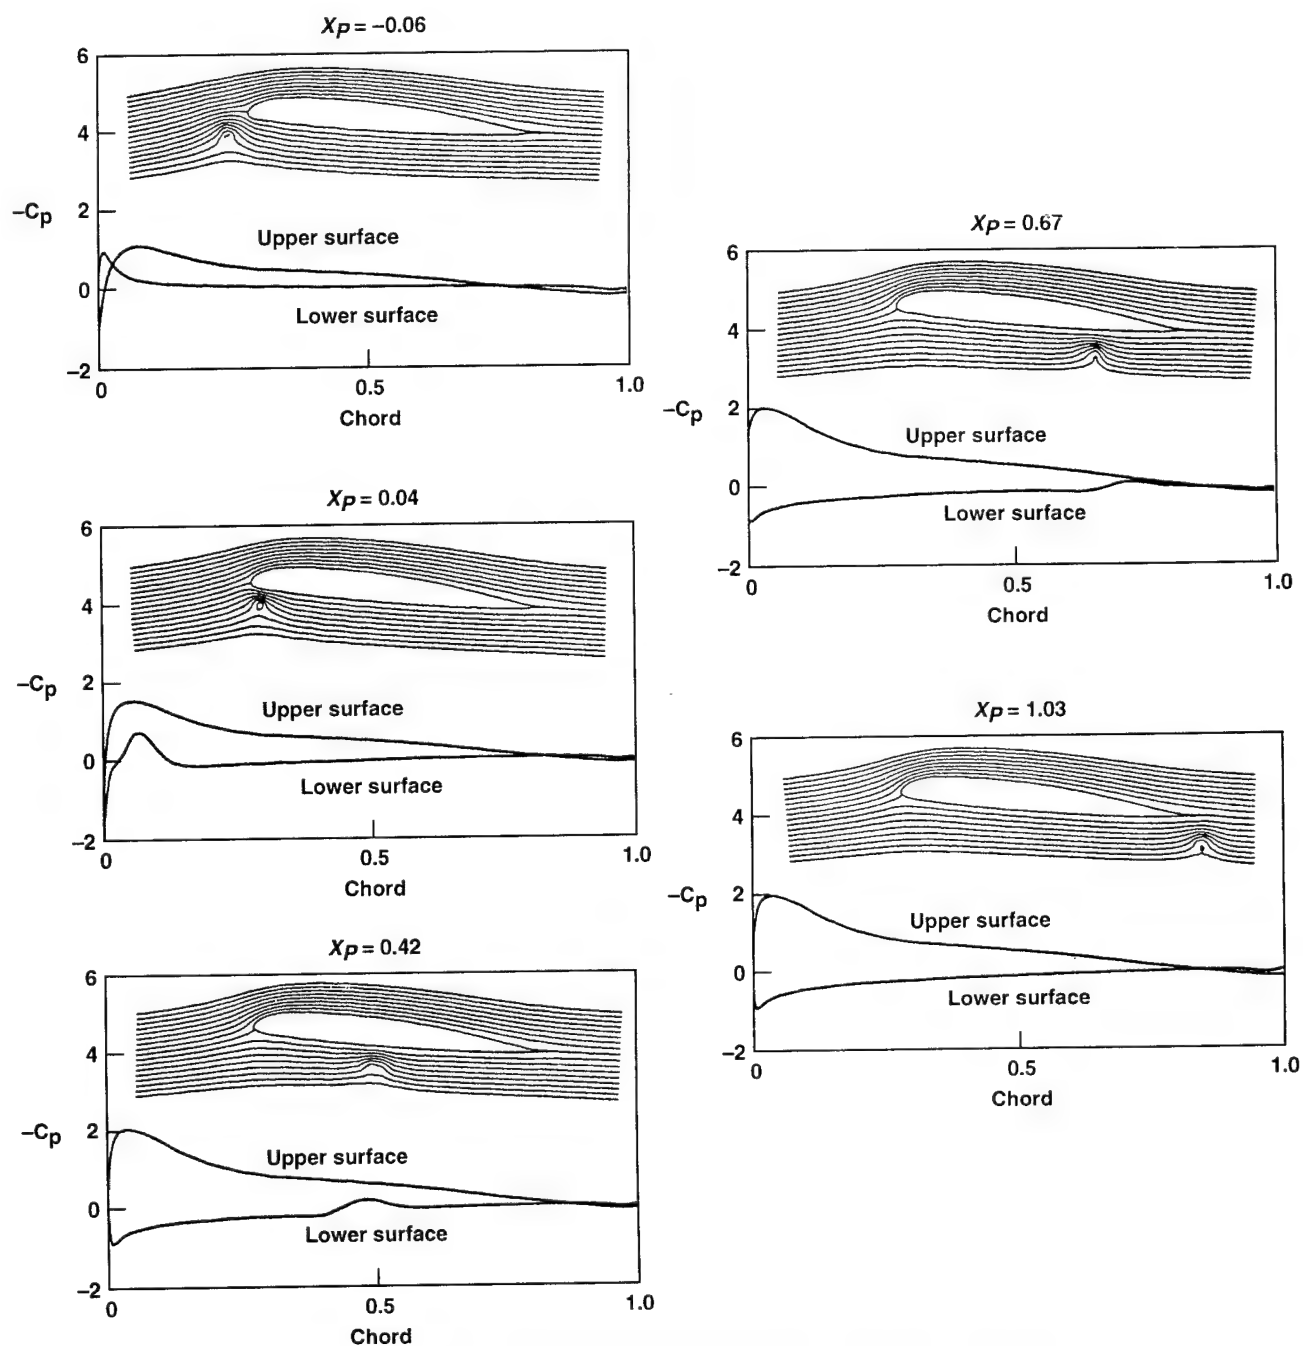 Xp = −0.06
6
4
2
−Cp
Upper surface
0
Lower surface
−2
0
0.5
1.0
Chord
Xp = 0.04
6
4
2
−Cp
Upper surface
0
Lower surface
−2
0
0.5
1.0
Chord
Xp = 0.42
6
4
2
−Cp
Upper surface
0
Lower surface
−2
0
0.5
1.0
Chord
Xp = 0.67
6
4
2
−Cp
Upper surface
0
Lower surface
−2
0
0.5
1.0
Chord
Xp = 1.03
6
4
2
−Cp
Upper surface
0
Lower surface
−2
0
0.5
1.0
Chord